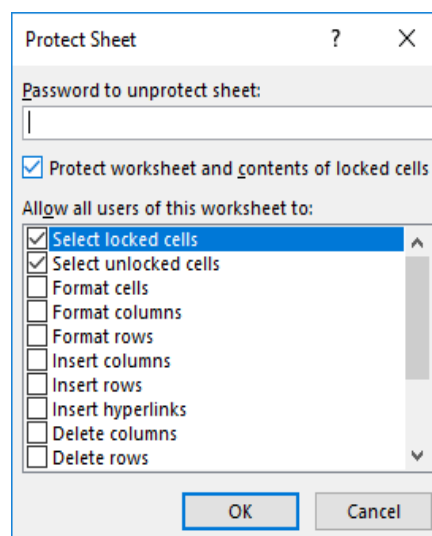 Protect Sheet ?
Password to unprotect sheet:
Protect worksheet and contents of locked cells
Allow all users of this worksheet to:
Select locked cells
Select unlocked cells
Format cells
Format columns
Format rows
Insert columns
Insert rows
Insert hyperlinks
Delete columns
Delete rows
OK Cancel